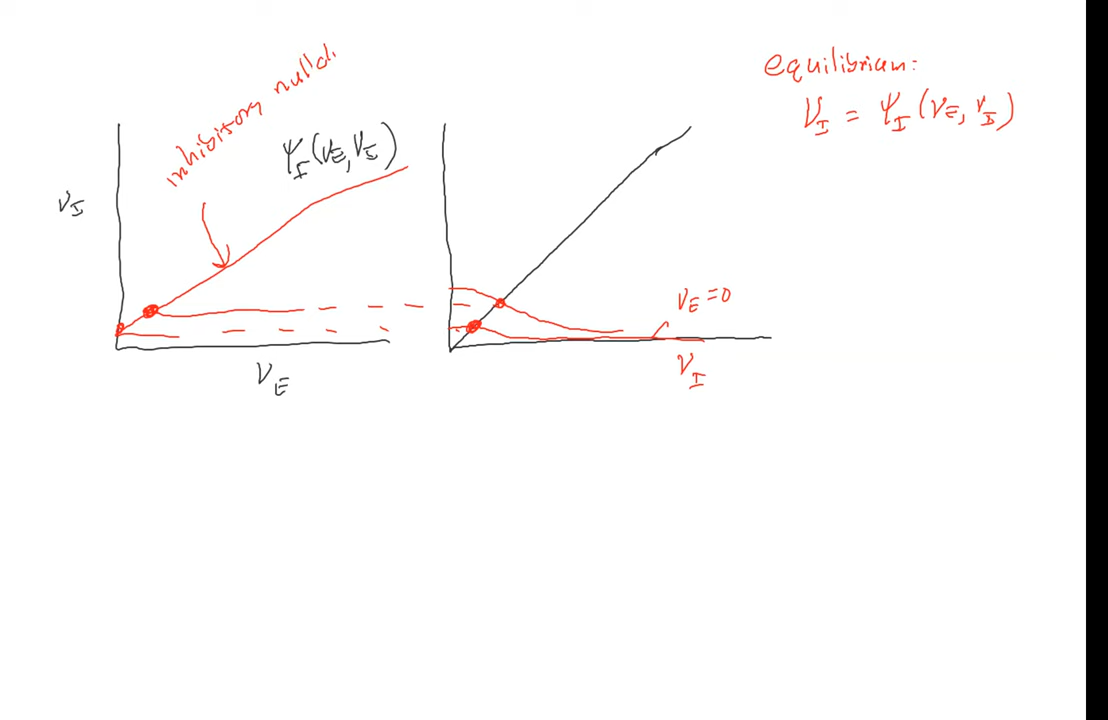 equilibrium:
ν_I = Ψ_I (ν_E, ν_I)
inhibitory nullcl.
Ψ_I (ν_E, ν_I)
ν_I
ν_E = 0
ν_I
ν_E